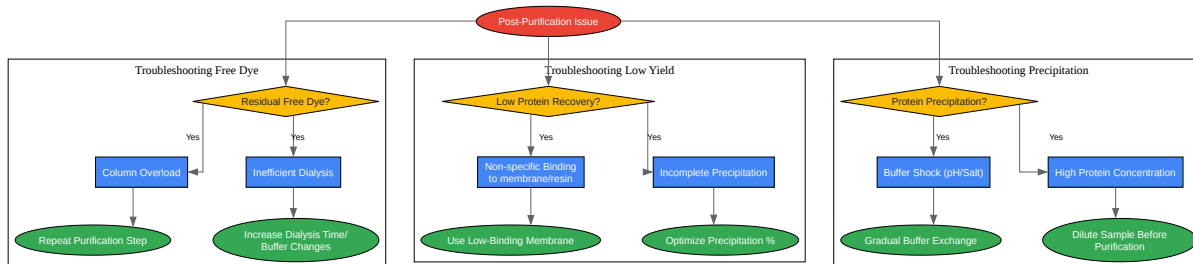 Post-Purification Issue
Troubleshooting Free Dye
Residual Free Dye?
Yes
Yes
Column Overload
Inefficient Dialysis
Repeat Purification Step
Increase Dialysis Time/
Buffer Changes
Troubleshooting Low Yield
Low Protein Recovery?
Yes
Yes
Non-specific Binding
to membrane/resin
Incomplete Precipitation
Use Low-Binding Membrane
Optimize Precipitation %
Troubleshooting Precipitation
Protein Precipitation?
Yes
Yes
Buffer Shock (pH/Salt)
High Protein Concentration
Gradual Buffer Exchange
Dilute Sample Before
Purification